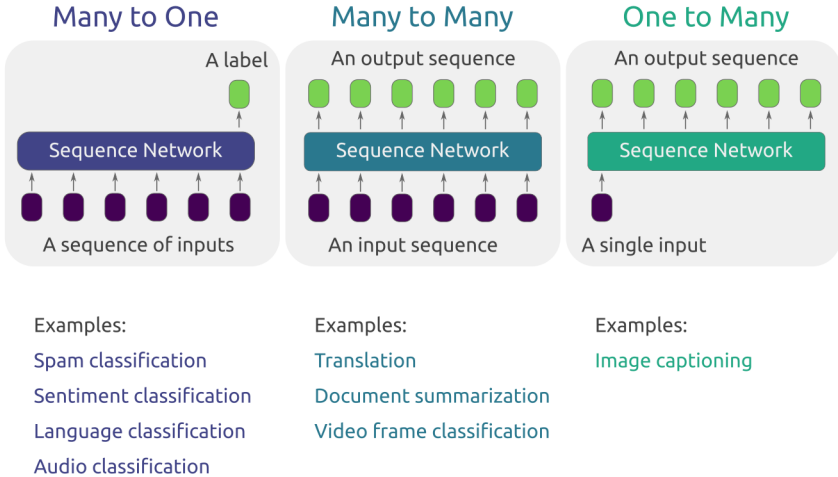 Many to One
A label
Sequence Network
A sequence of inputs
Examples:
Spam classification
Sentiment classification
Language classification
Audio classification
Many to Many
An output sequence
Sequence Network
An input sequence
Examples:
Translation
Document summarization
Video frame classification
One to Many
An output sequence
Sequence Network
A single input
Examples:
Image captioning